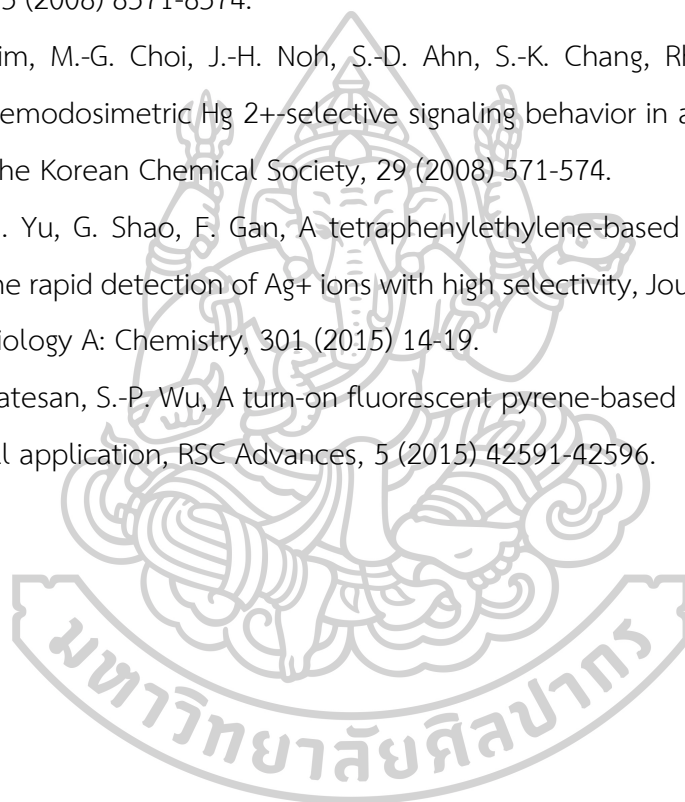 5 (2008) 8571-8574.
im, M.-G. Choi, J.-H. Noh, S.-D. Ahn, S.-K. Chang, Rh
emodosimetric Hg 2+-selective signaling behavior in a
he Korean Chemical Society, 29 (2008) 571-574.
. Yu, G. Shao, F. Gan, A tetraphenylethylene-based
ne rapid detection of Ag+ ions with high selectivity, Jou
iology A: Chemistry, 301 (2015) 14-19.
atesan, S.-P. Wu, A turn-on fluorescent pyrene-based
ll application, RSC Advances, 5 (2015) 42591-42596.
มหาวิทยาลัยศิลปากร